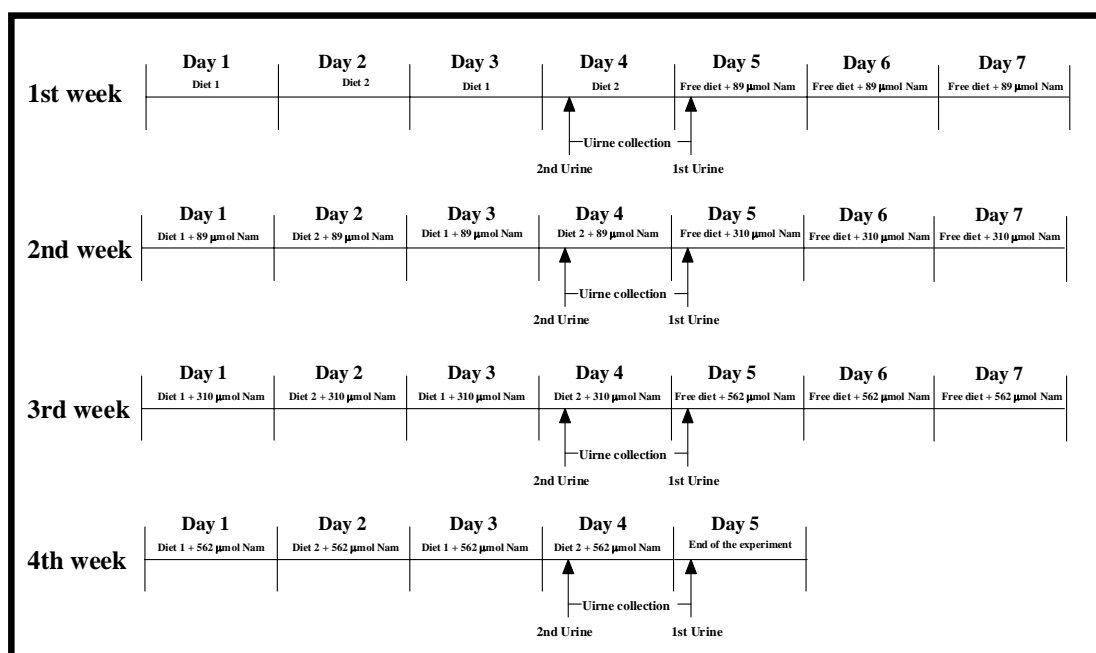 Day 1 Day 2 Day 3 Day 4 Day 5 Day 6 Day 7
1st week
Diet 1 Diet 2 Diet 1 Diet 2 Free diet + 89 μmol Nam Free diet + 89 μmol Nam Free diet + 89 μmol Nam
Uirne collection
2nd Urine 1st Urine
Day 1 Day 2 Day 3 Day 4 Day 5 Day 6 Day 7
2nd week
Diet 1 + 89 μmol Nam Diet 2 + 89 μmol Nam Diet 1 + 89 μmol Nam Diet 2 + 89 μmol Nam Free diet + 310 μmol Nam Free diet + 310 μmol Nam Free diet + 310 μmol Nam
Uirne collection
2nd Urine 1st Urine
Day 1 Day 2 Day 3 Day 4 Day 5 Day 6 Day 7
3rd week
Diet 1 + 310 μmol Nam Diet 2 + 310 μmol Nam Diet 1 + 310 μmol Nam Diet 2 + 310 μmol Nam Free diet + 562 μmol Nam Free diet + 562 μmol Nam Free diet + 562 μmol Nam
Uirne collection
2nd Urine 1st Urine
Day 1 Day 2 Day 3 Day 4 Day 5
4th week
Diet 1 + 562 μmol Nam Diet 2 + 562 μmol Nam Diet 1 + 562 μmol Nam Diet 2 + 562 μmol Nam End of the experiment
Uirne collection
2nd Urine 1st Urine